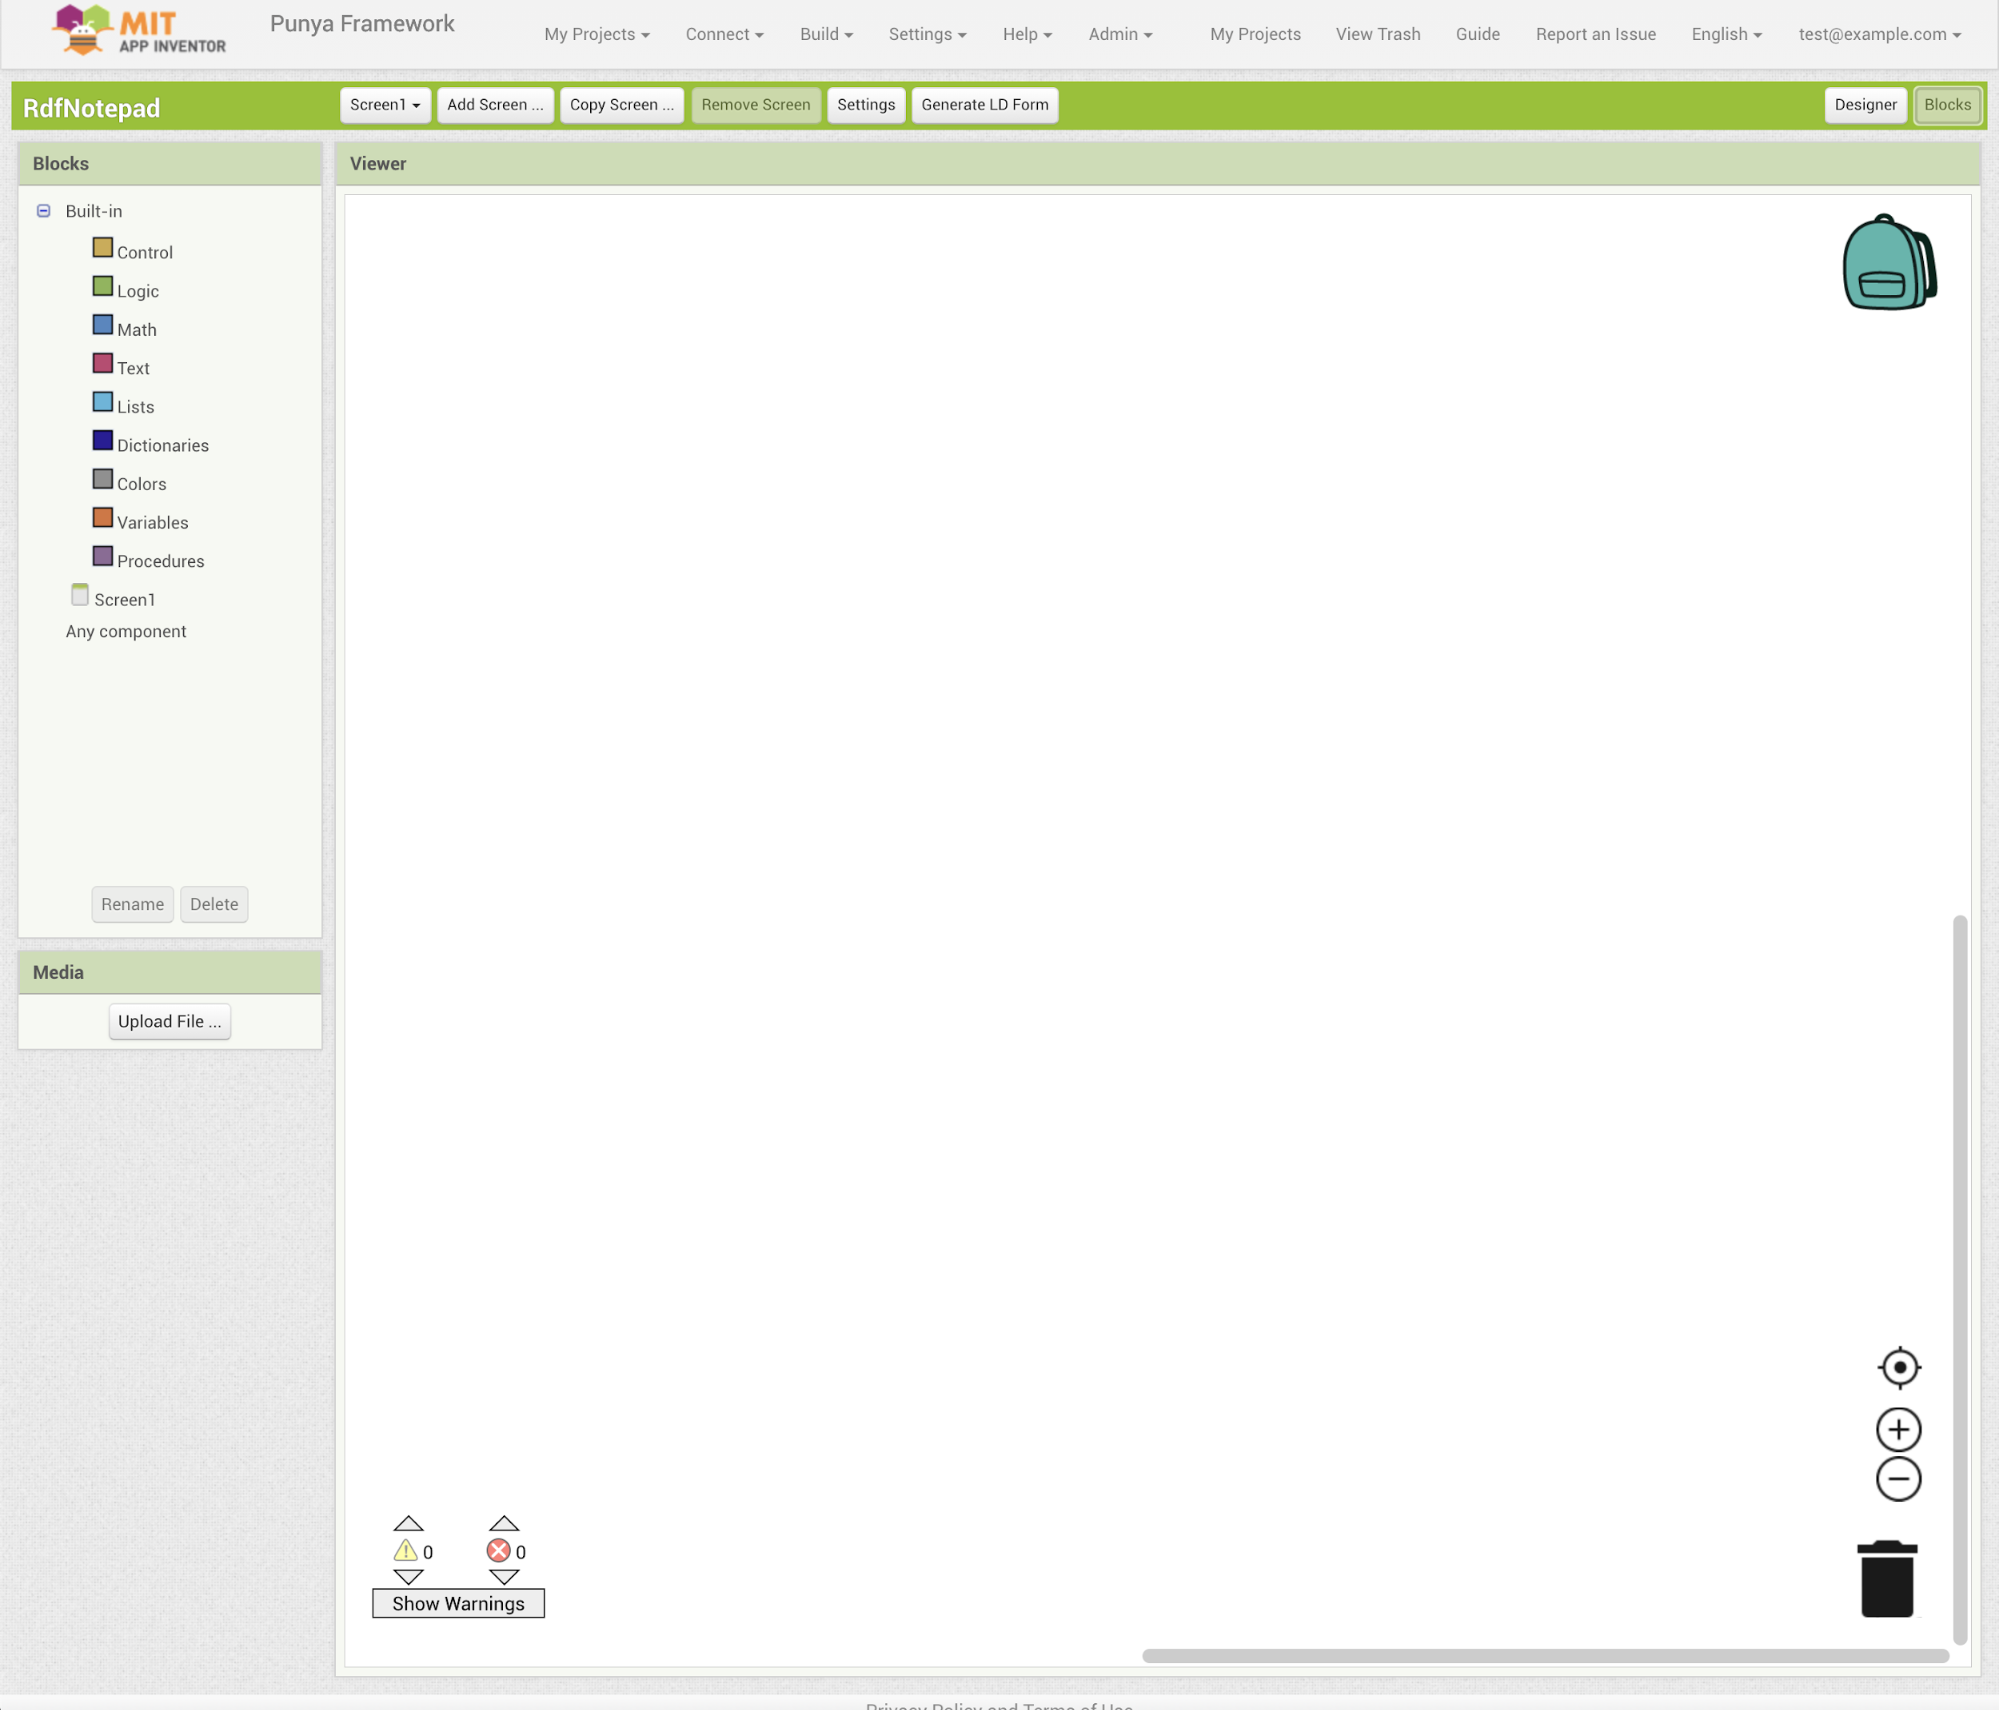 MIT
APP INVENTOR
Punya Framework
My Projects Connect Build Settings Help Admin My Projects View Trash Guide Report an Issue English test@example.com
RdfNotepad
Screen1 Add Screen ... Copy Screen ... Remove Screen Settings Generate LD Form Designer Blocks
Blocks
Viewer
Built-in
Control
Logic
Math
Text
Lists
Dictionaries
Colors
Variables
Procedures
Screen1
Any component
Rename Delete
Media
Upload File ...
0 0
Show Warnings
Privacy Policy and Terms of Use